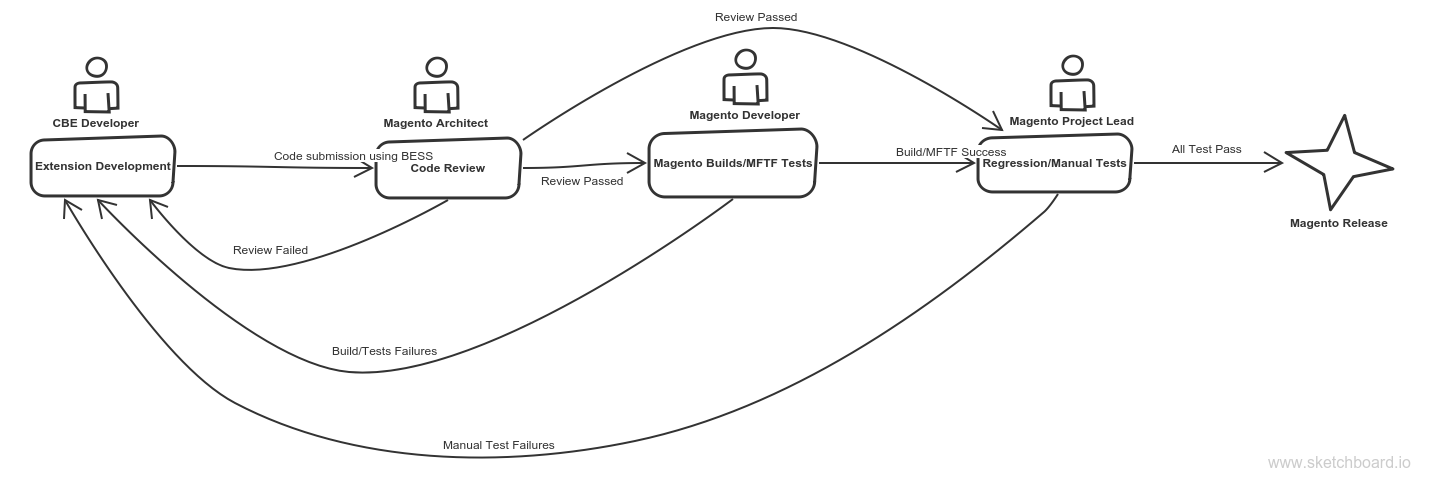 Review Passed
CBE Developer
Magento Architect
Magento Developer
Magento Project Lead
Extension Development
Code submission using BESS
Code Review
Review Passed
Magento Builds/MFTF Tests
Build/MFTF Success
Regression/Manual Tests
All Test Pass
Magento Release
Review Failed
Build/Tests Failures
Manual Test Failures
www.sketchboard.io